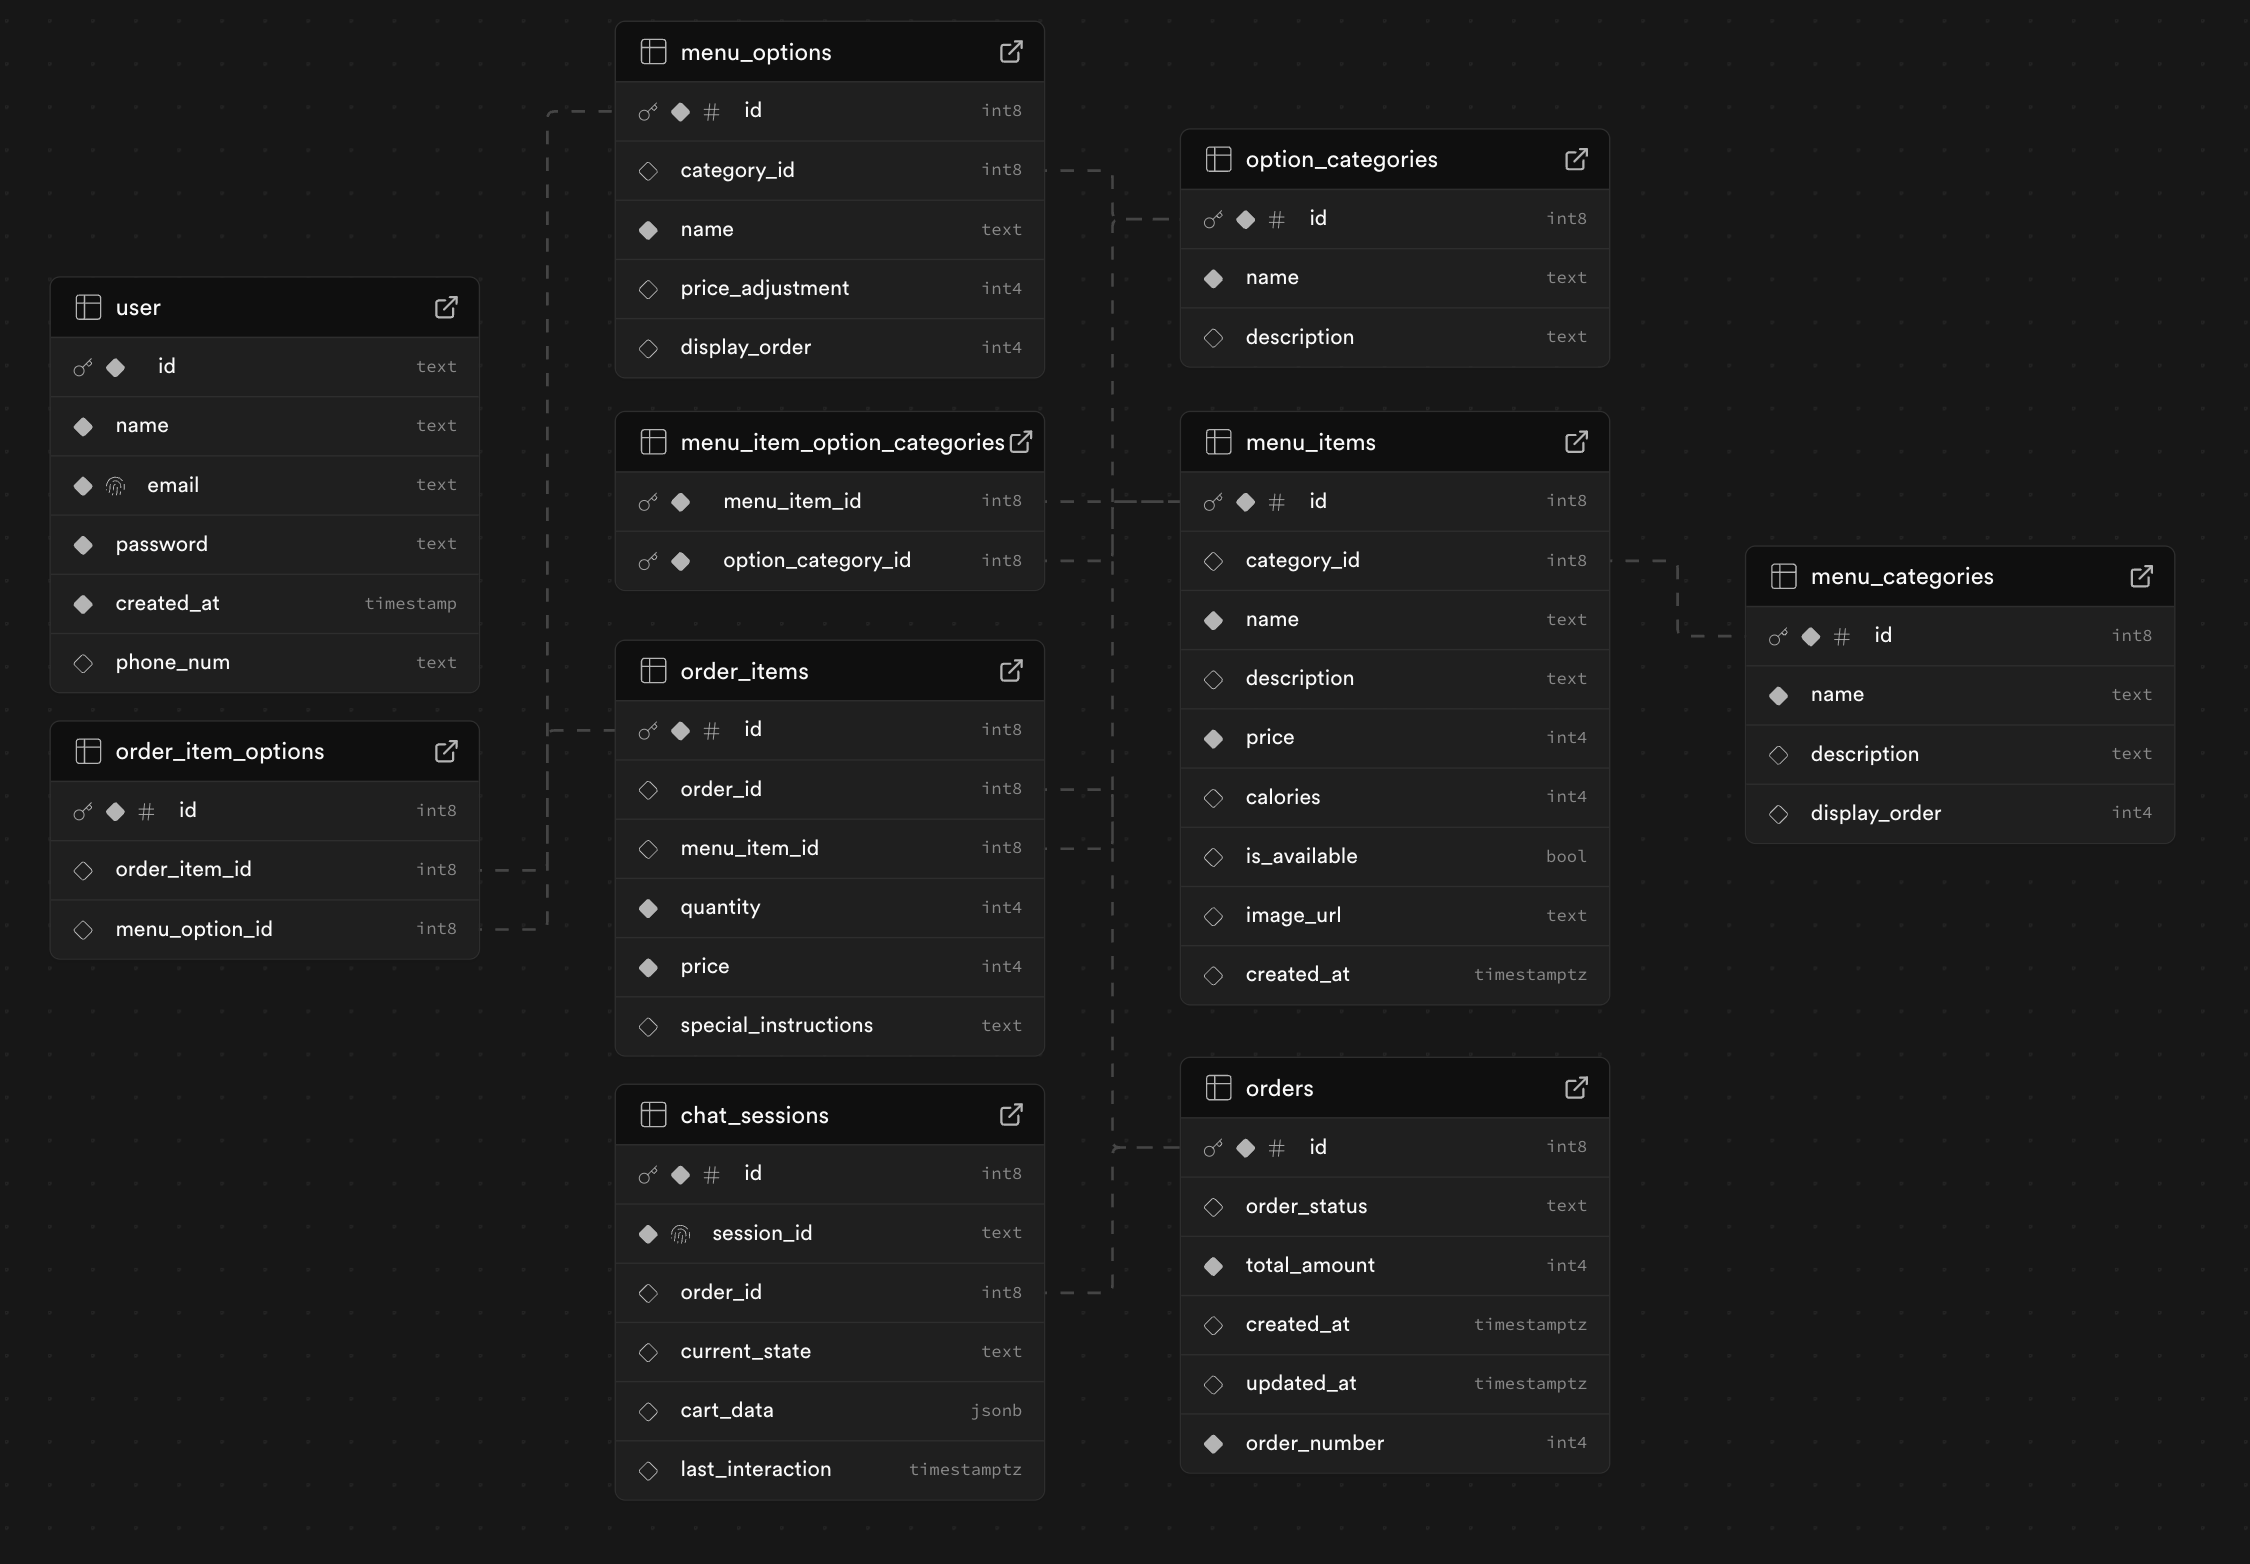 menu_options
id int8
category_id int8
name text
price_adjustment int4
display_order int4
option_categories
id int8
name text
description text
user
id text
name text
email text
password text
created_at timestamp
phone_num text
menu_item_option_categories
menu_item_id int8
option_category_id int8
menu_items
id int8
category_id int8
name text
description text
price int4
calories int4
is_available bool
image_url text
created_at timestamptz
menu_categories
id int8
name text
description text
display_order int4
order_items
id int8
order_id int8
menu_item_id int8
quantity int4
price int4
special_instructions text
order_item_options
id int8
order_item_id int8
menu_option_id int8
chat_sessions
id int8
session_id text
order_id int8
current_state text
cart_data jsonb
last_interaction timestamptz
orders
id int8
order_status text
total_amount int4
created_at timestamptz
updated_at timestamptz
order_number int4